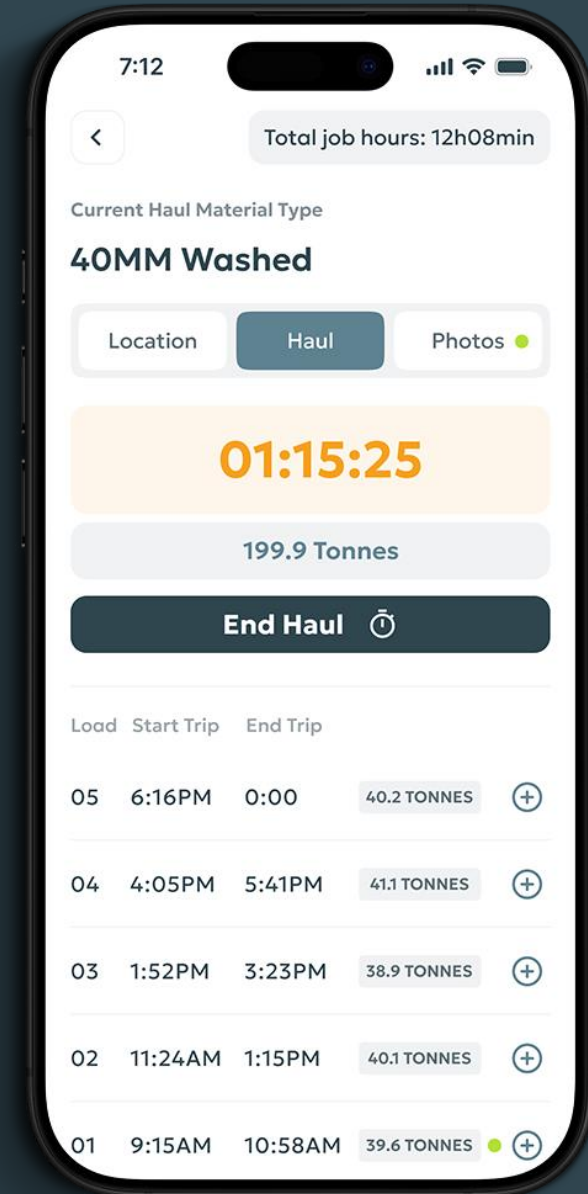 7:12
Total job hours: 12h08min
Current Haul Material Type
40MM Washed
Location Haul Photos
01:15:25
199.9 Tonnes
End Haul
Load Start Trip End Trip
05 6:16PM 0:00 40.2 TONNES
04 4:05PM 5:41PM 41.1 TONNES
03 1:52PM 3:23PM 38.9 TONNES
02 11:24AM 1:15PM 40.1 TONNES
01 9:15AM 10:58AM 39.6 TONNES